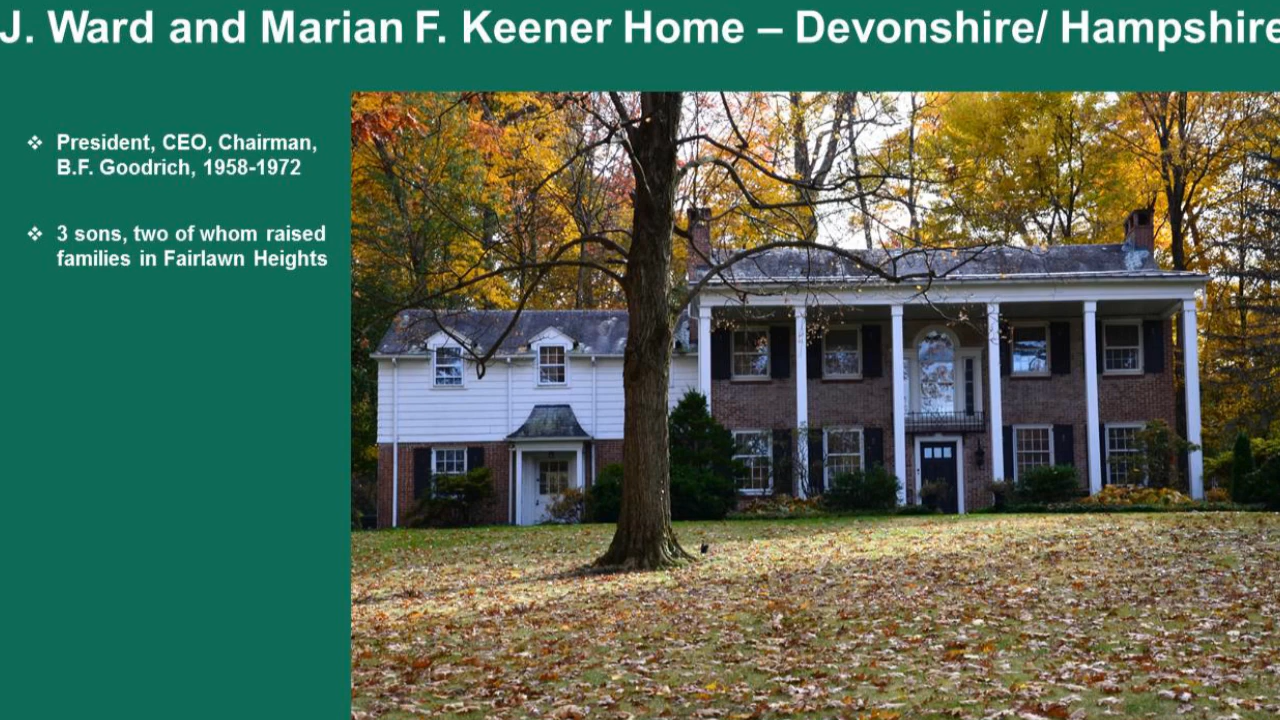 J. Ward and Marian F. Keener Home – Devonshire/ Hampshire
❖ President, CEO, Chairman,
B.F. Goodrich, 1958-1972
❖ 3 sons, two of whom raised
families in Fairlawn Heights